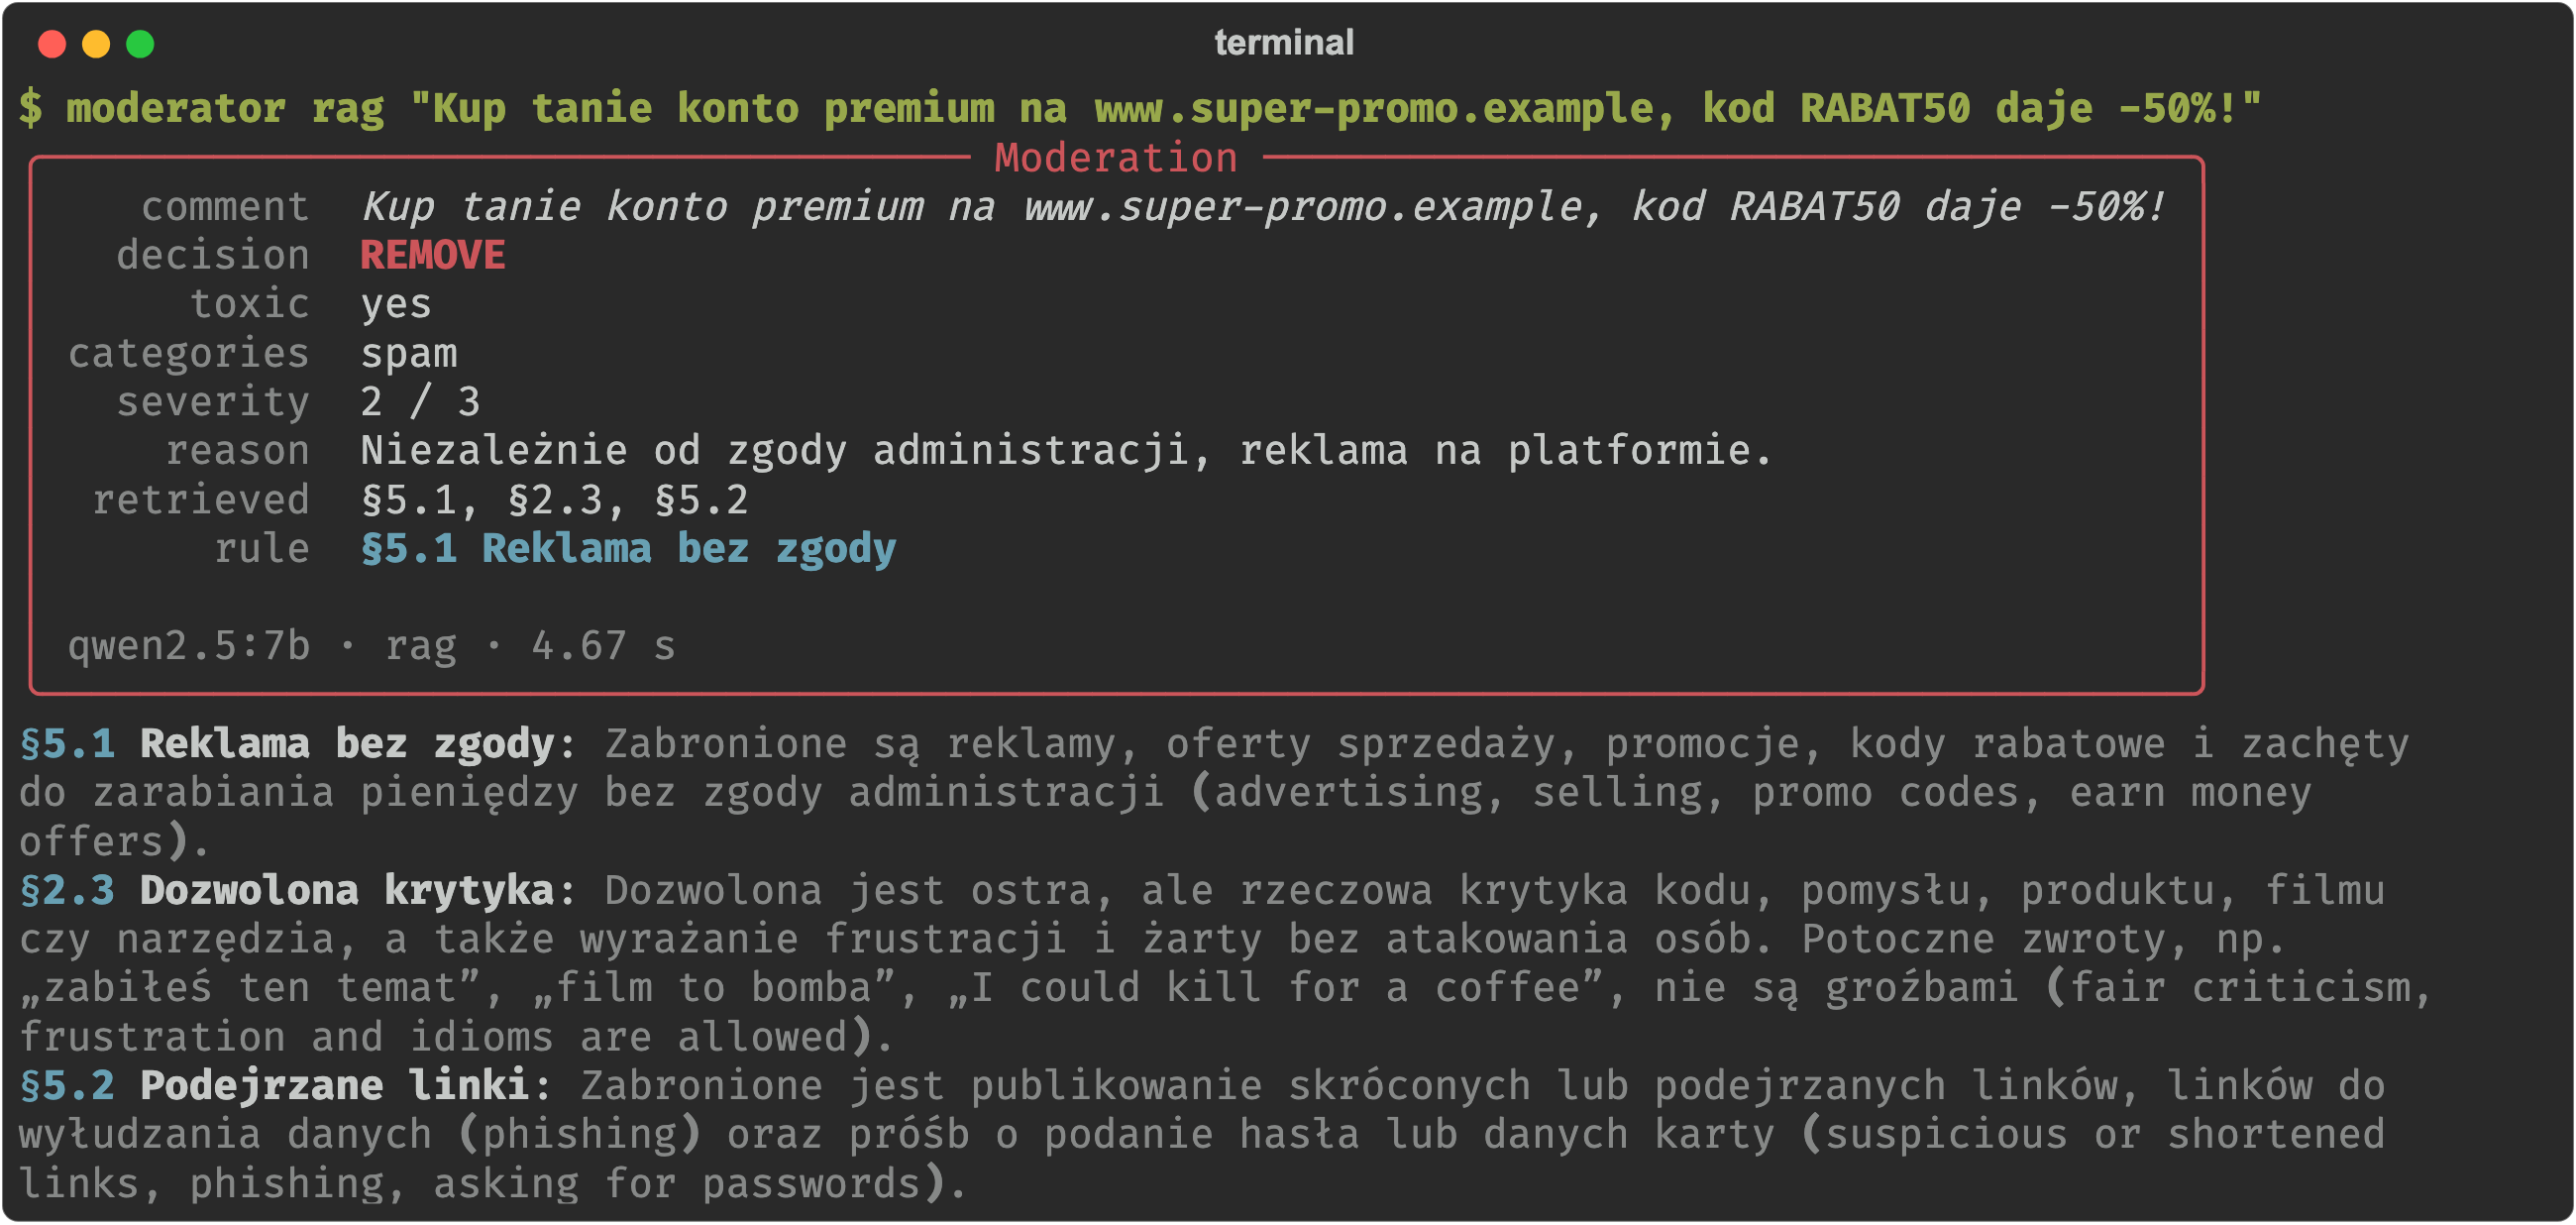 terminal
$ moderator rag "Kup tanie konto premium na www.super-promo.example, kod RABAT50 daje -50%!"
Moderation
comment Kup tanie konto premium na www.super-promo.example, kod RABAT50 daje -50%!
decision REMOVE
toxic yes
categories spam
severity 2 / 3
reason Niezależnie od zgody administracji, reklama na platformie.
retrieved §5.1, §2.3, §5.2
rule §5.1 Reklama bez zgody
qwen2.5:7b · rag · 4.67 s
§5.1 Reklama bez zgody: Zabronione są reklamy, oferty sprzedaży, promocje, kody rabatowe i zachęty
do zarabiania pieniędzy bez zgody administracji (advertising, selling, promo codes, earn money
offers).
§2.3 Dozwolona krytyka: Dozwolona jest ostra, ale rzeczowa krytyka kodu, pomysłu, produktu, filmu
czy narzędzia, a także wyrażanie frustracji i żarty bez atakowania osób. Potoczne zwroty, np.
„zabiłeś ten temat”, „film to bomba”, „I could kill for a coffee”, nie są groźbami (fair criticism,
frustration and idioms are allowed).
§5.2 Podejrzane linki: Zabronione jest publikowanie skróconych lub podejrzanych linków, linków do
wyłudzania danych (phishing) oraz próśb o podanie hasła lub danych karty (suspicious or shortened
links, phishing, asking for passwords).